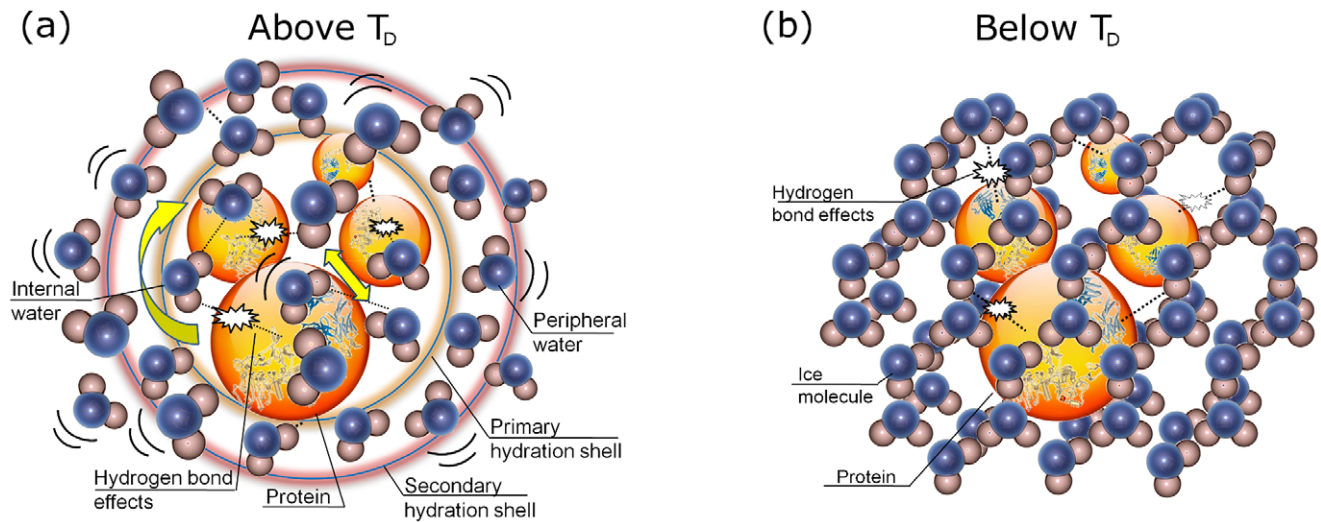 (a)
Above T_D
Internal
water
Peripheral
water
Primary
hydration shell
Hydrogen bond
effects
Protein
Secondary
hydration shell
(b)
Below T_D
Hydrogen
bond effects
Ice
molecule
Protein